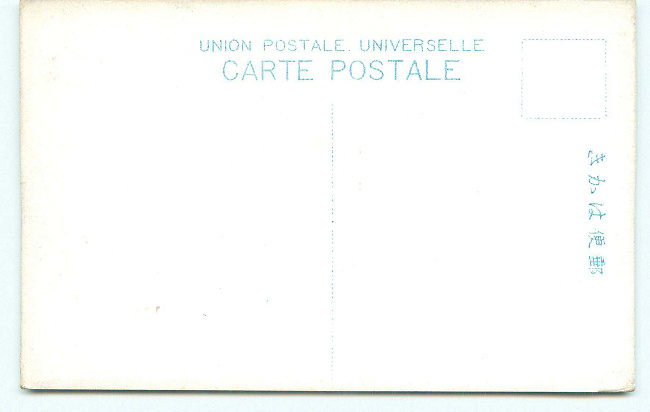 UNION POSTALE UNIVERSELLE
CARTE POSTALE
郵便はかき